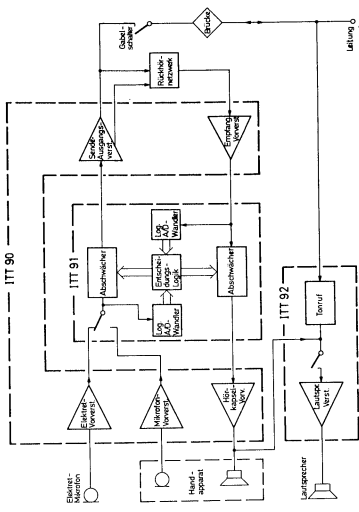 ITT 90
ITT 91
ITT 92
Elektret-
Mikrofon
Elektret-
Vorverst.
Mikrofon-
Vorverst.
Hand-
apparat
Hör-
kapsel-
Verv.
Lautsprecher
Lautspr.
Verst.
Tonruf
Abschwächer
Log.
A/D-
Wandler
Entschei-
dungs-
Logik
Log.
A/D-
Wandler
Abschwächer
Sende-
Ausgangs-
verst.
Rückhör-
netzwerk
Empfang
Vorverst.
Gabel-
schalter
Brücke
Leitung